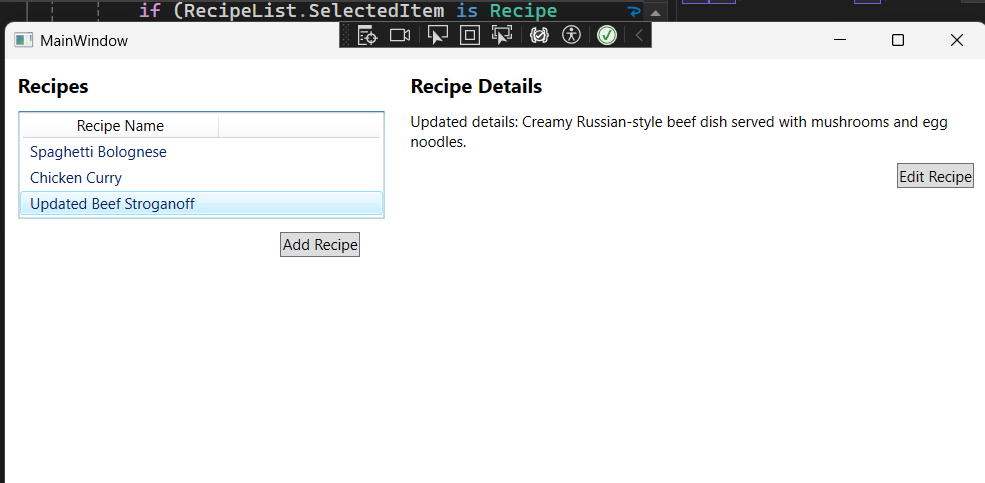 if (RecipeList.SelectedItem is Recipe
MainWindow
Recipes
Recipe Name
Spaghetti Bolognese
Chicken Curry
Updated Beef Stroganoff
Add Recipe
Recipe Details
Updated details: Creamy Russian-style beef dish served with mushrooms and egg
noodles.
Edit Recipe